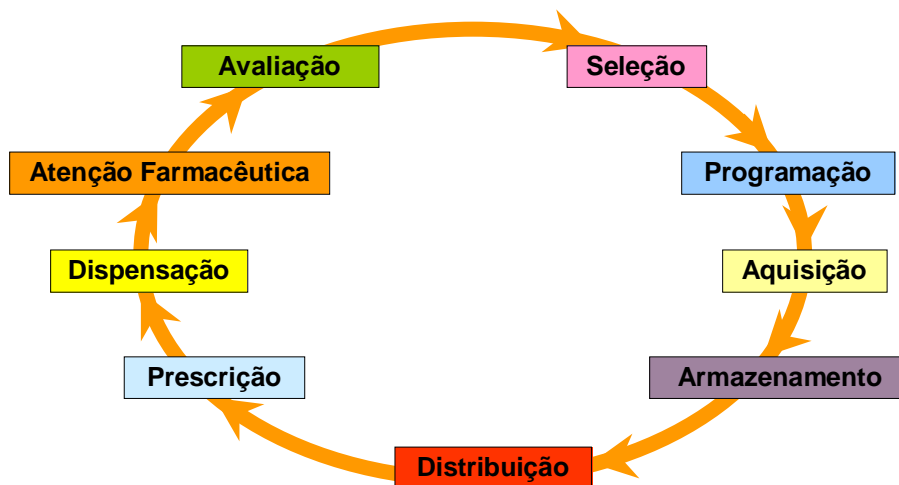 Avaliação
Seleção
Atenção Farmacêutica
Programação
Dispensação
Aquisição
Prescrição
Armazenamento
Distribuição